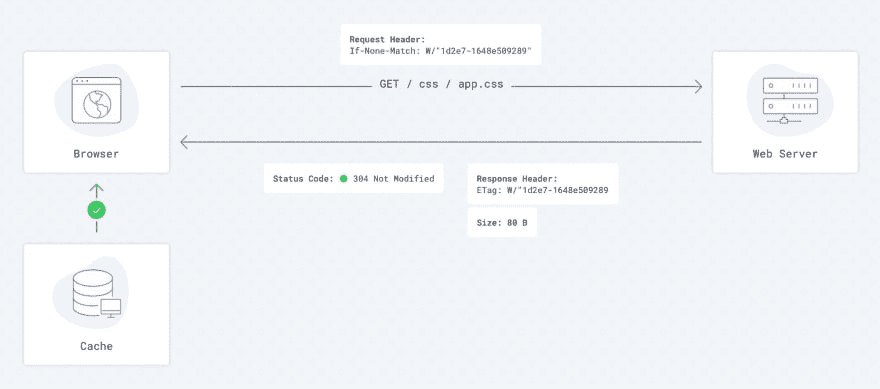 Request Header:
If-None-Match: W/"1d2e7-1648e509289"
GET / css / app.css
Browser
Web Server
Status Code: 304 Not Modified
Response Header:
ETag: W/"1d2e7-1648e509289
Size: 80 B
Cache